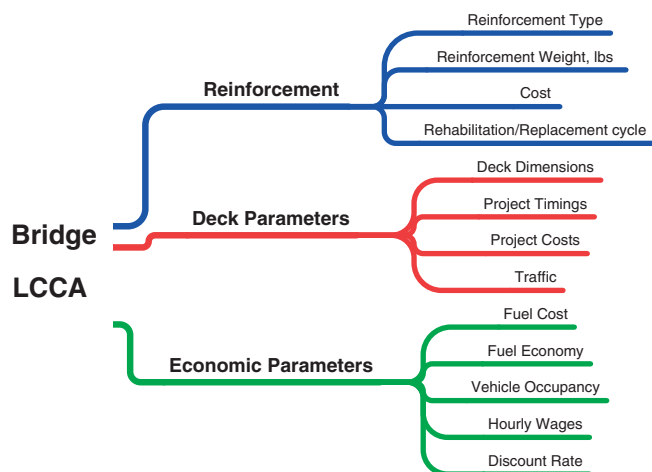 Bridge
LCCA
Reinforcement
Reinforcement Type
Reinforcement Weight, lbs
Cost
Rehabilitation/Replacement cycle
Deck Parameters
Deck Dimensions
Project Timings
Project Costs
Traffic
Economic Parameters
Fuel Cost
Fuel Economy
Vehicle Occupancy
Hourly Wages
Discount Rate